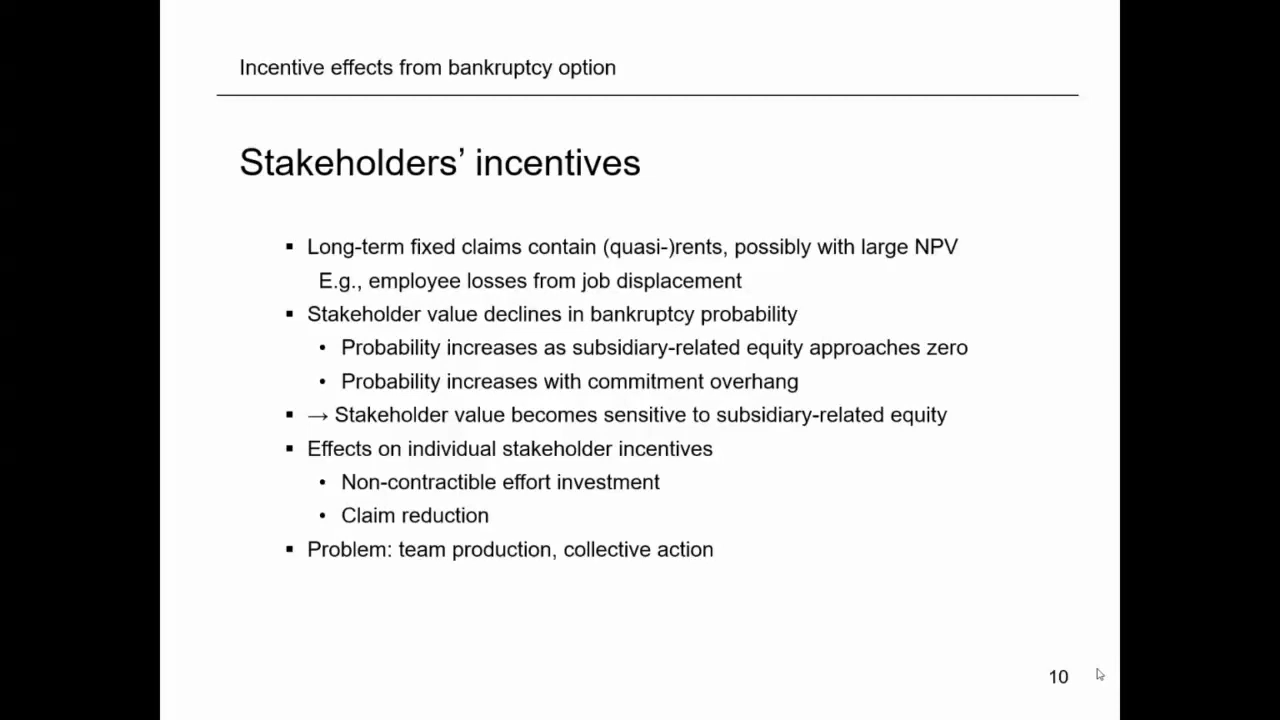 Incentive effects from bankruptcy option
Stakeholders’ incentives
▪ Long-term fixed claims contain (quasi-)rents, possibly with large NPV
E.g., employee losses from job displacement
▪ Stakeholder value declines in bankruptcy probability
• Probability increases as subsidiary-related equity approaches zero
• Probability increases with commitment overhang
▪ → Stakeholder value becomes sensitive to subsidiary-related equity
▪ Effects on individual stakeholder incentives
• Non-contractible effort investment
• Claim reduction
▪ Problem: team production, collective action
10